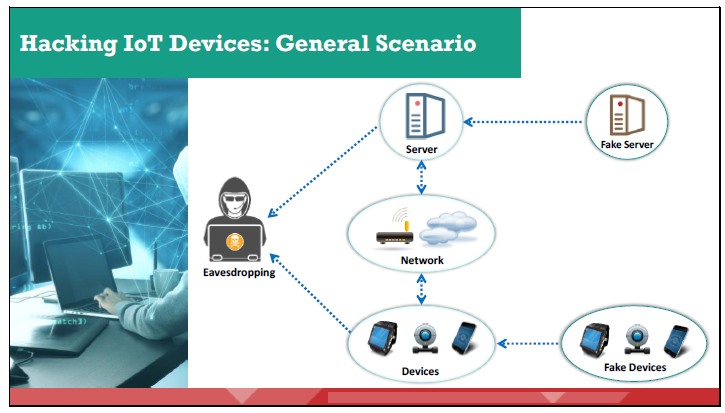 Hacking IoT Devices: General Scenario
Server
Fake Server
Eavesdropping
Network
Devices
Fake Devices